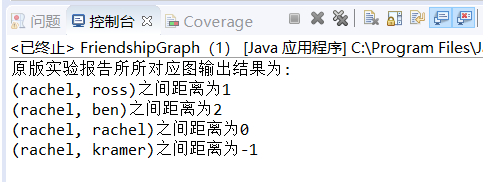 问题 控制台 Coverage
<已终止> FriendshipGraph (1) [Java 应用程序] C:\Program Files\J
原版实验报告所所对应图输出结果为:
(rachel, ross)之间距离为1
(rachel, ben)之间距离为2
(rachel, rachel)之间距离为0
(rachel, kramer)之间距离为-1